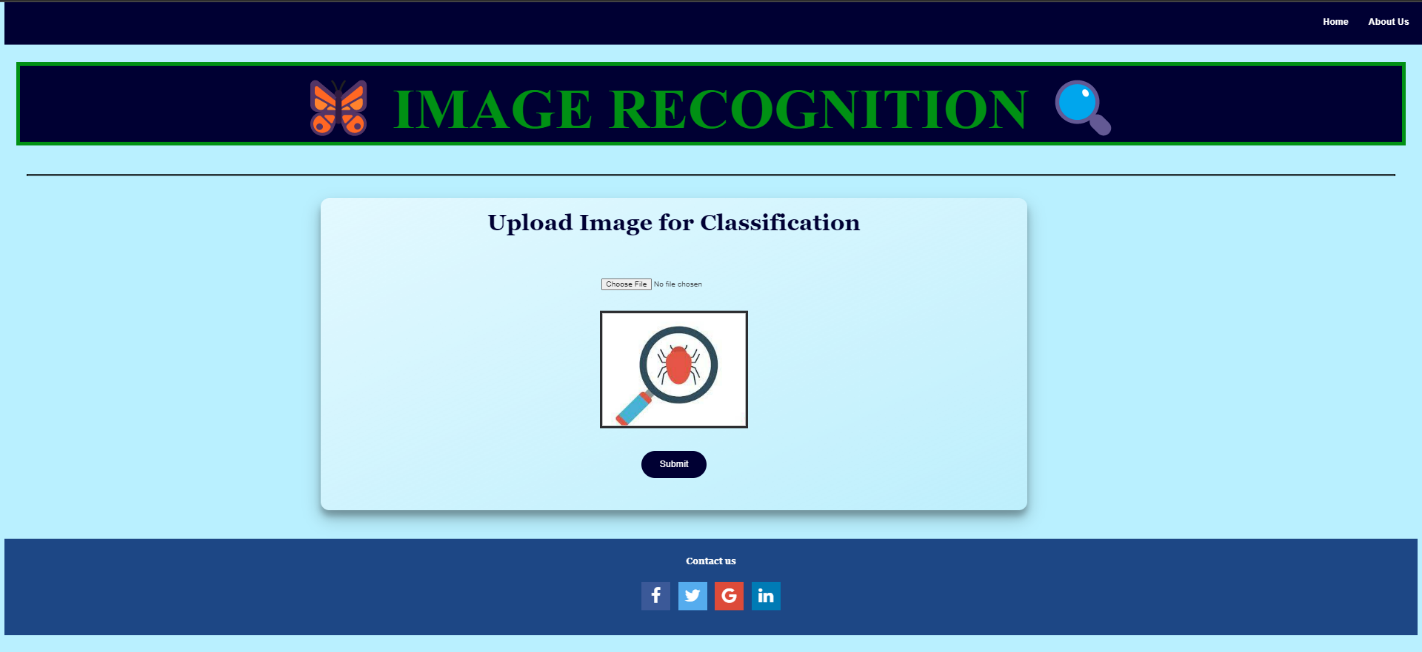 Home About Us
IMAGE RECOGNITION
Upload Image for Classification
Choose File No file chosen
Submit
Contact us